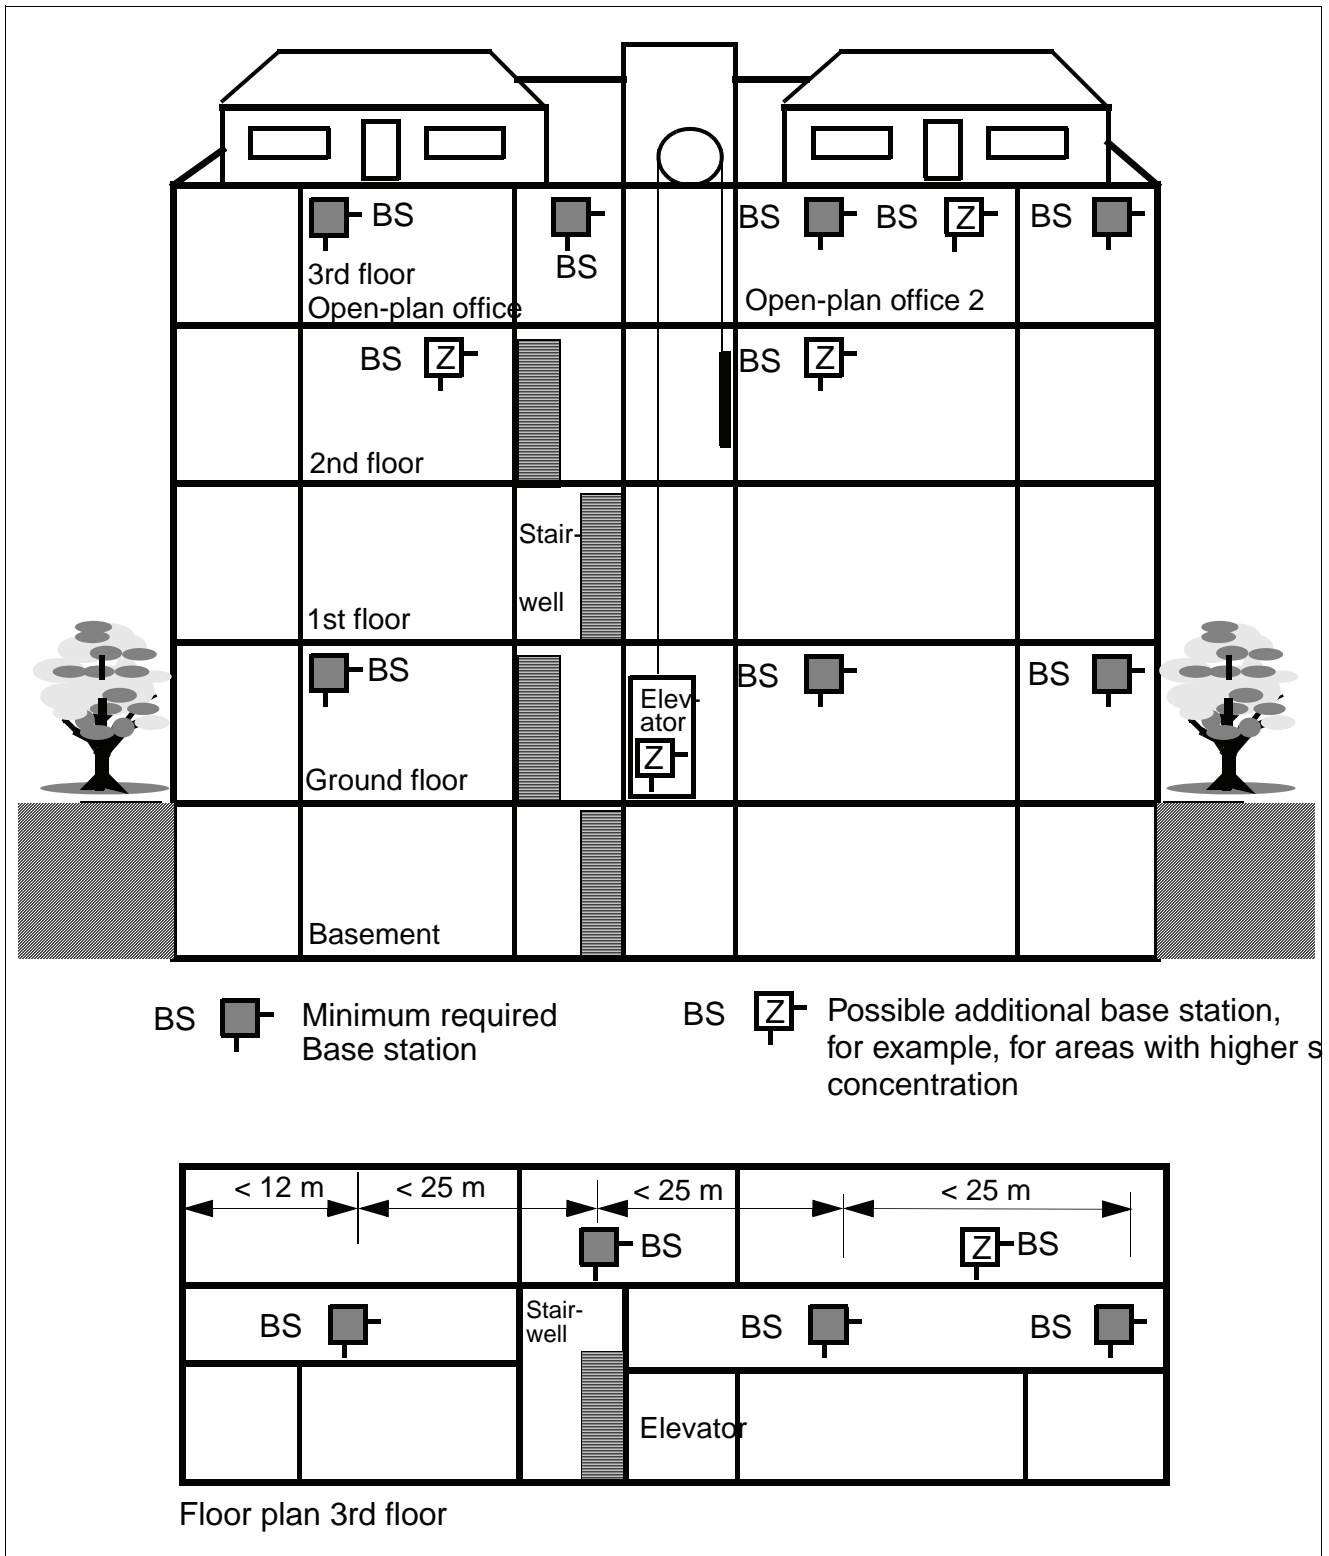 BS
BS
BS
BS
BS
Z
BS
3rd floor
Open-plan office
Open-plan office 2
BS
Z
BS
Z
2nd floor
Stair-
well
1st floor
BS
BS
BS
Elev-
ator
Z
Ground floor
Basement
BS
Minimum required
Base station
BS
Z
Possible additional base station,
for example, for areas with higher s
concentration
< 12 m
< 25 m
< 25 m
< 25 m
BS
Z
BS
BS
Stair-
well
BS
BS
Elevator
Floor plan 3rd floor